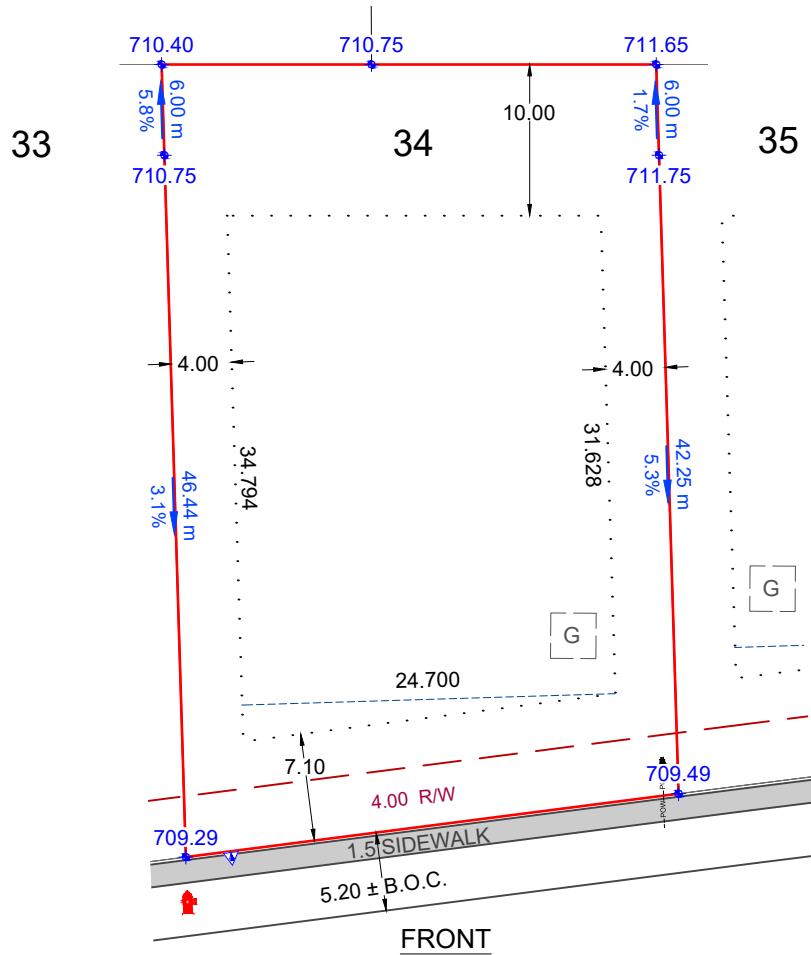 710.40
710.75
711.65
6.00 m
5.8%
6.00 m
1.7%
10.00
33
34
35
710.75
711.75
4.00
4.00
34.794
31.628
46.44 m
3.1%
42.25 m
5.3%
G
G
24.700
7.10
4.00 R/W
709.49
709.29
1.5 SIDEWALK
5.20 ± B.O.C.
FRONT